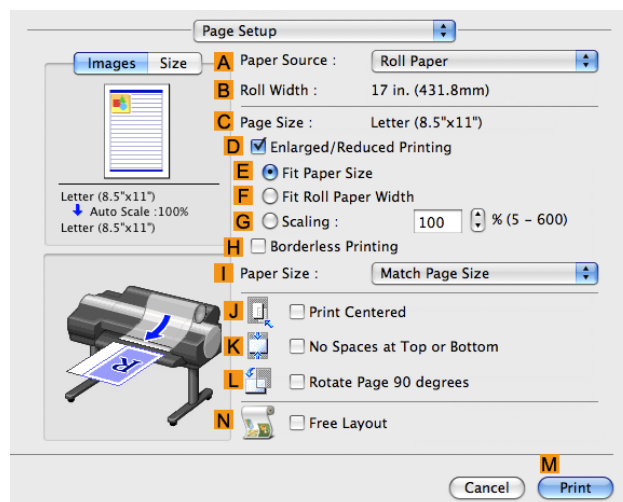 Page Setup
Images Size
A Paper Source : Roll Paper
B Roll Width : 17 in. (431.8mm)
C Page Size : Letter (8.5"x11")
D Enlarged/Reduced Printing
E Fit Paper Size
F Fit Roll Paper Width
G Scaling : 100 % (5 - 600)
H Borderless Printing
Letter (8.5"x11")
Auto Scale :100%
Letter (8.5"x11")
I Paper Size : Match Page Size
J Print Centered
K No Spaces at Top or Bottom
L Rotate Page 90 degrees
N Free Layout
R
M
Cancel Print